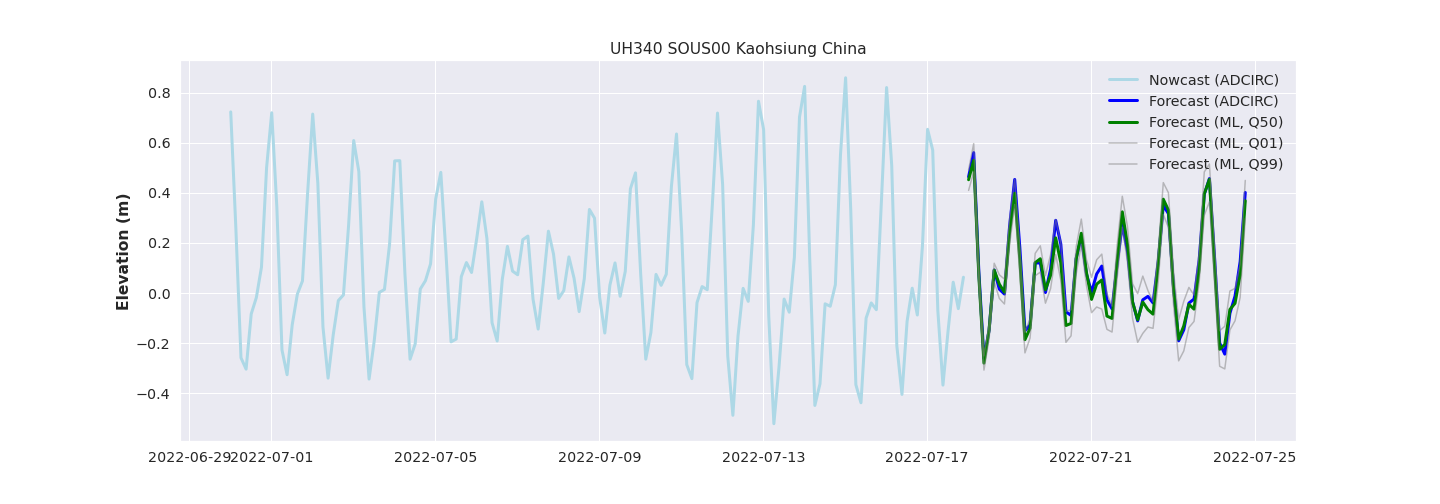 UH340 SOUS00 Kaohsiung China
Nowcast (ADCIRC)
Forecast (ADCIRC)
Forecast (ML, Q50)
Forecast (ML, Q01)
Forecast (ML, Q99)
Elevation (m)
0.8
0.6
0.4
0.2
0.0
−0.2
−0.4
2022-06-29 2022-07-01 2022-07-05 2022-07-09 2022-07-13 2022-07-17 2022-07-21 2022-07-25